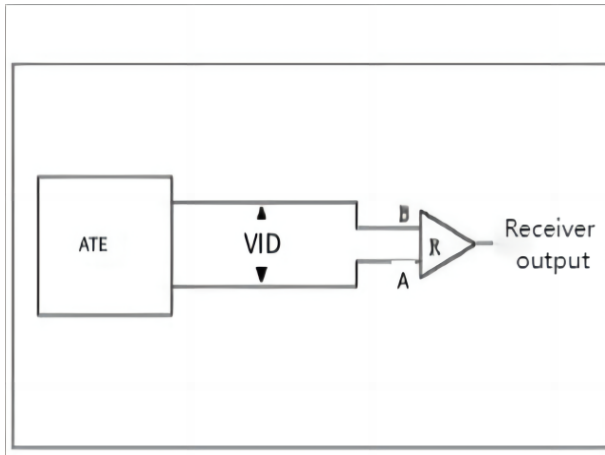 ATE
VID
B
R
A
Receiver
output